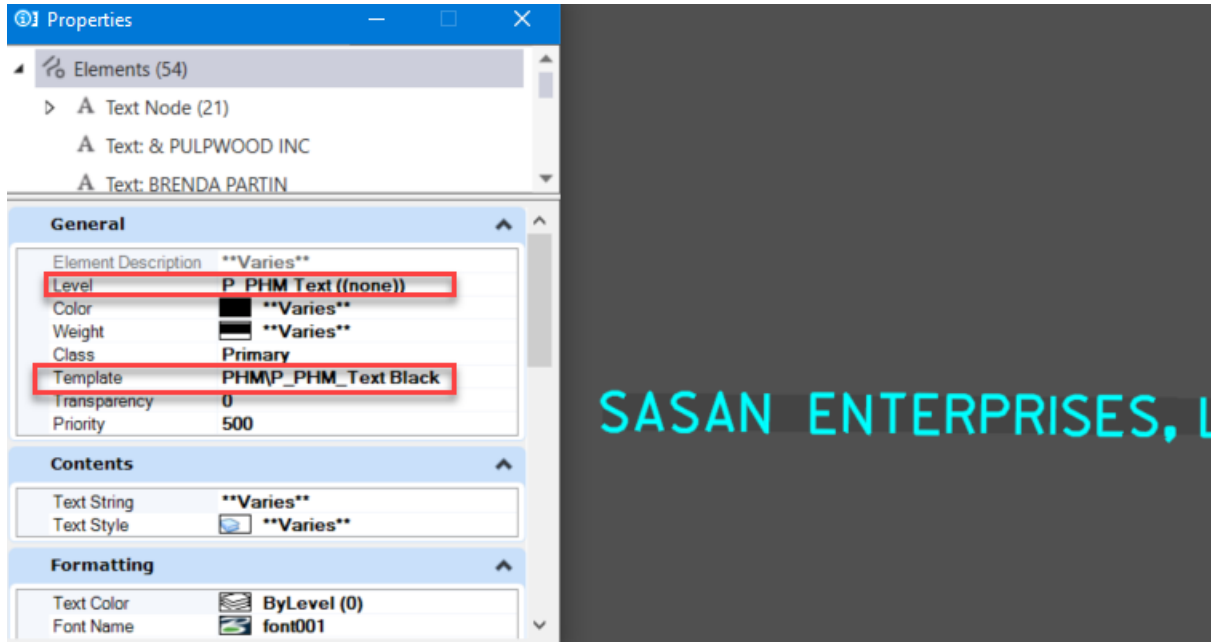 Properties
Elements (54)
A Text Node (21)
A Text: & PULPWOOD INC
A Text: BRENDA PARTIN
General
Element Description **Varies**
Level P_PHM Text ((none))
Color **Varies**
Weight **Varies**
Class Primary
Template PHM\P_PHM_Text Black
Transparency 0
Priority 500
SASAN ENTERPRISES, L
Contents
Text String **Varies**
Text Style **Varies**
Formatting
Text Color ByLevel (0)
Font Name font001